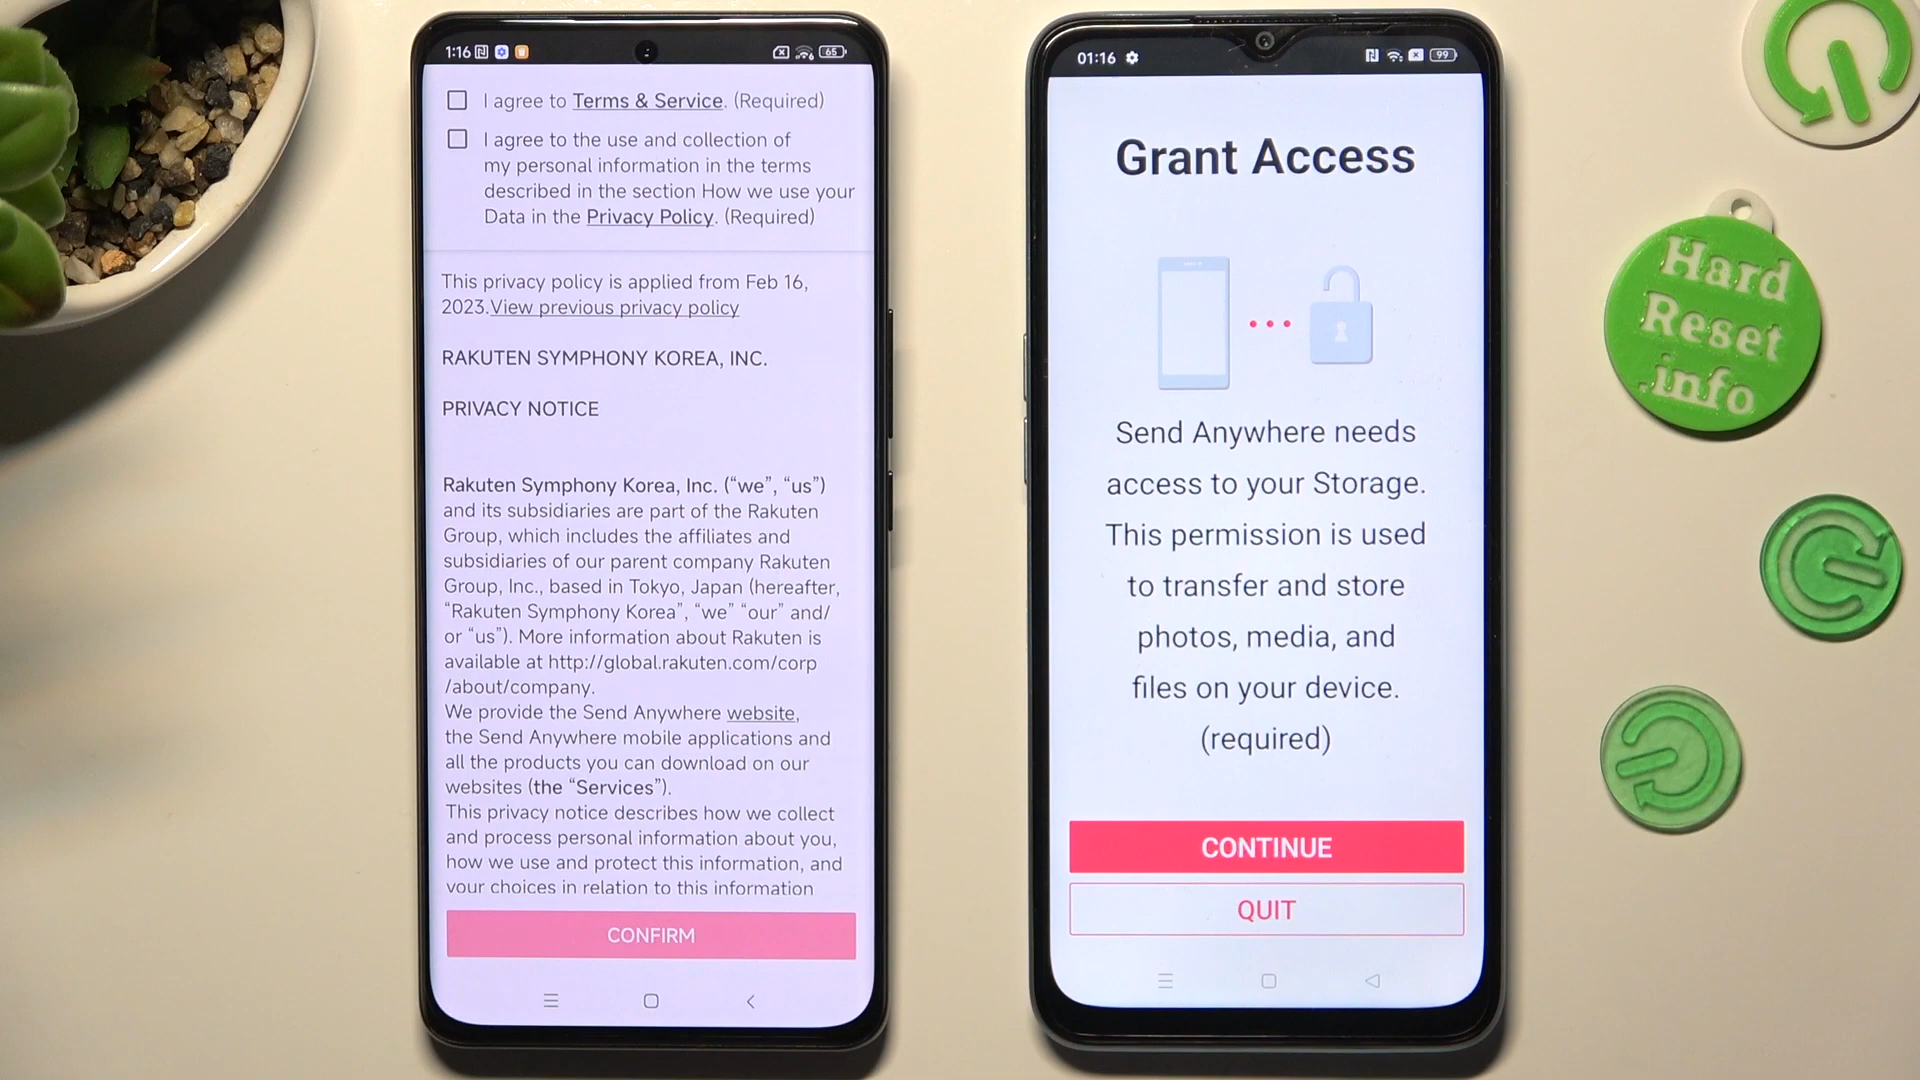 1:16
65
I agree to Terms & Service. (Required)
I agree to the use and collection of
my personal information in the terms
described in the section How we use your
Data in the Privacy Policy. (Required)
This privacy policy is applied from Feb 16,
2023.View previous privacy policy
RAKUTEN SYMPHONY KOREA, INC.
PRIVACY NOTICE
Rakuten Symphony Korea, Inc. (“we”, “us”)
and its subsidiaries are part of the Rakuten
Group, which includes the affiliates and
subsidiaries of our parent company Rakuten
Group, Inc., based in Tokyo, Japan (hereafter,
“Rakuten Symphony Korea”, “we” “our” and/
or “us”). More information about Rakuten is
available at http://global.rakuten.com/corp
/about/company.
We provide the Send Anywhere website,
the Send Anywhere mobile applications and
all the products you can download on our
websites (the “Services”).
This privacy notice describes how we collect
and process personal information about you,
how we use and protect this information, and
your choices in relation to this information
CONFIRM
01:16
99
Grant Access
Send Anywhere needs
access to your Storage.
This permission is used
to transfer and store
photos, media, and
files on your device.
(required)
CONTINUE
QUIT
Hard
Reset
.info